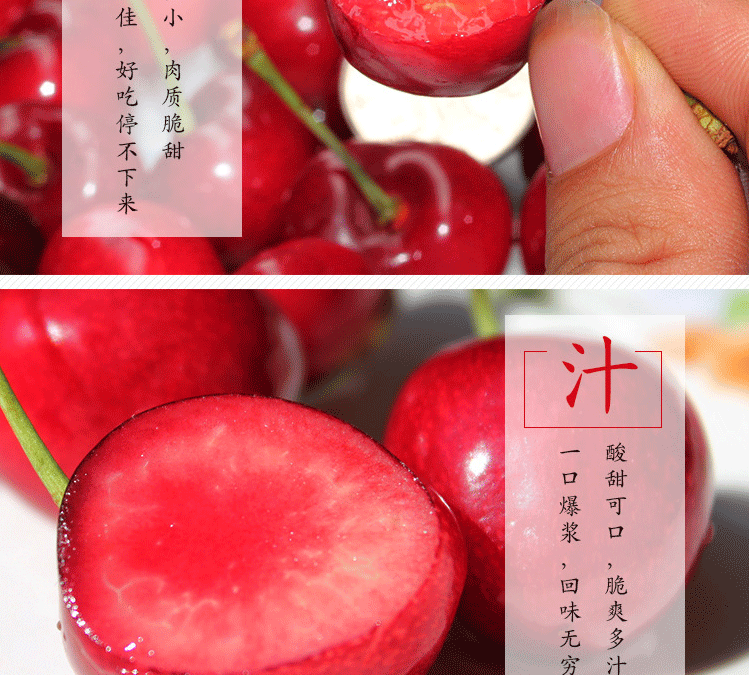 小,肉质脆甜
佳,好吃停不下来
汁
酸甜可口,脆爽多汁
一口爆浆,回味无穷